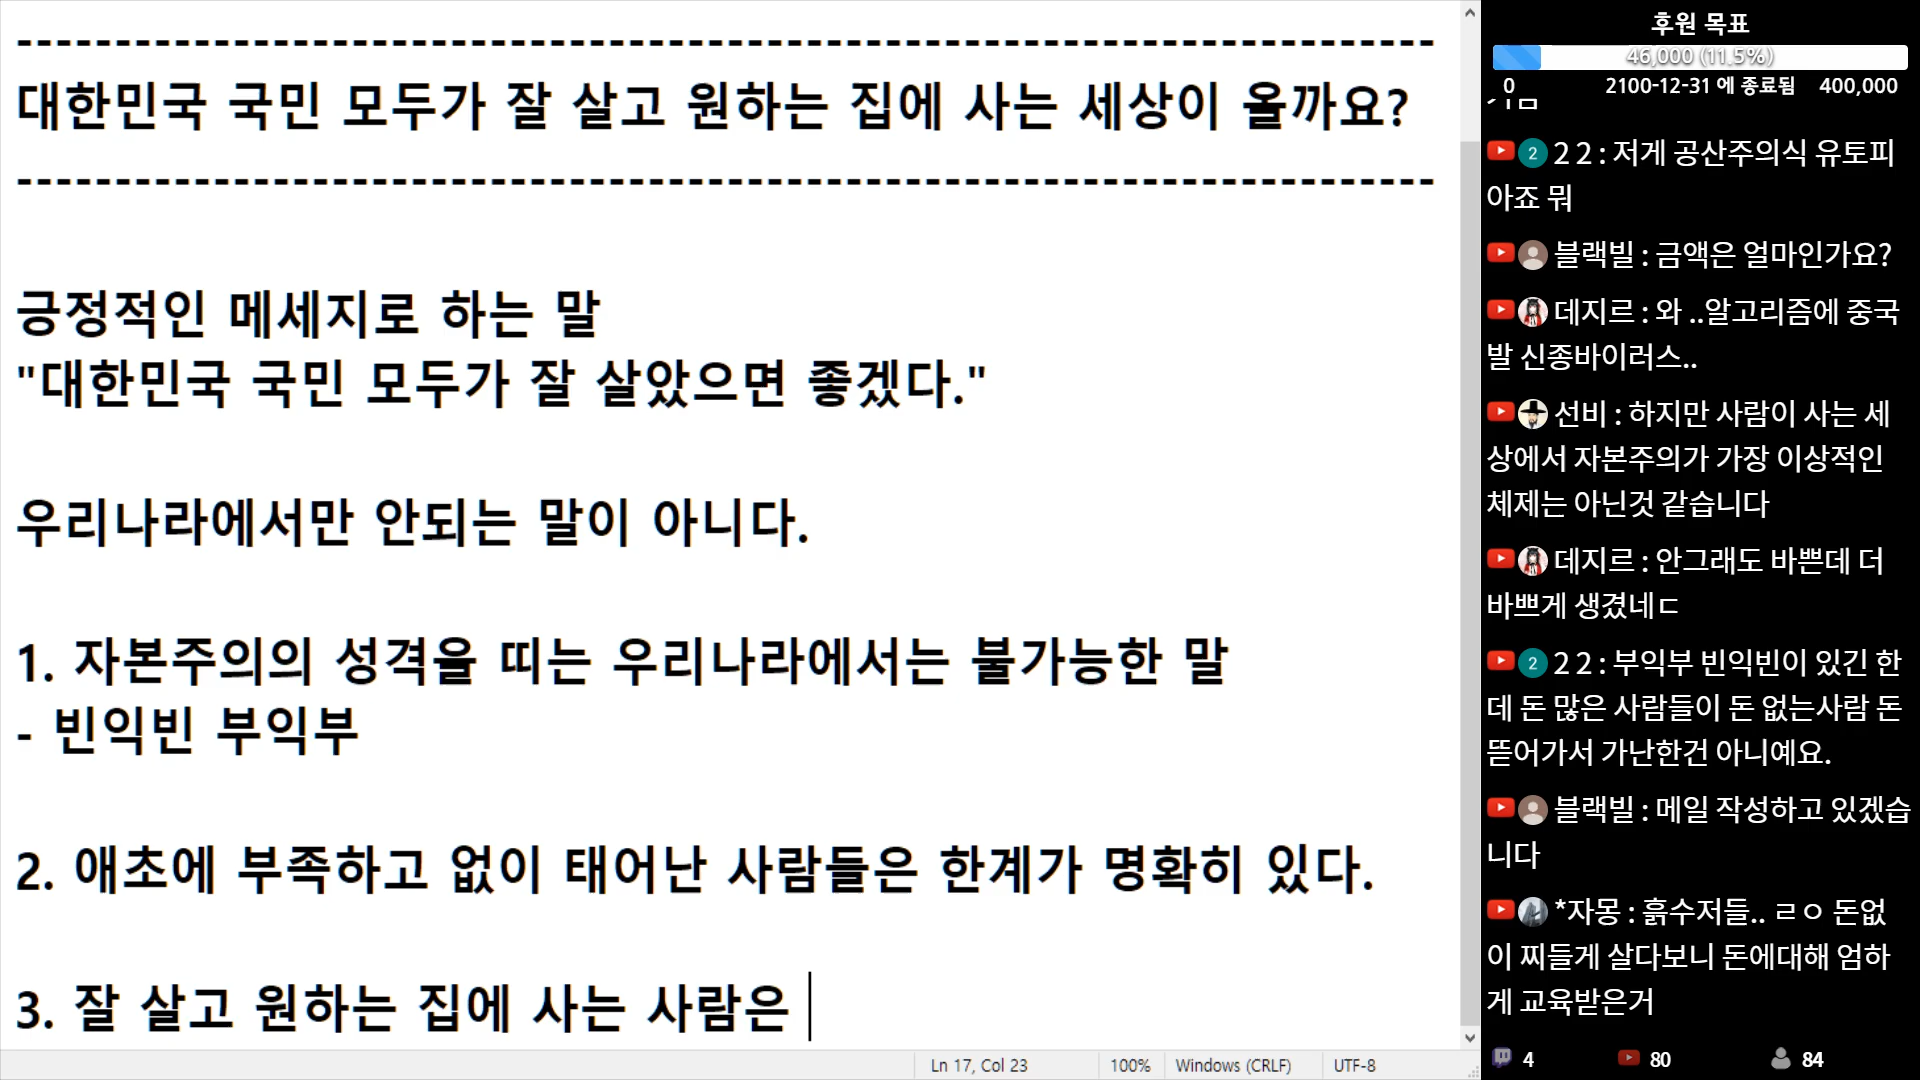 --------------------------------------------------------------------------
대한민국 국민 모두가 잘 살고 원하는 집에 사는 세상이 올까요?
--------------------------------------------------------------------------
긍정적인 메세지로 하는 말
"대한민국 국민 모두가 잘 살았으면 좋겠다."
우리나라에서만 안되는 말이 아니다.
1. 자본주의의 성격을 띠는 우리나라에서는 불가능한 말
- 빈익빈 부익부
2. 애초에 부족하고 없이 태어난 사람들은 한계가 명확히 있다.
3. 잘 살고 원하는 집에 사는 사람은
Ln 17, Col 23
100%
Windows (CRLF)
UTF-8
후원 목표
46,000 (11.5%)
0 2100-12-31 에 종료됨 400,000
2 2 2 : 저게 공산주의식 유토피
아죠 뭐
블랙빌 : 금액은 얼마인가요?
데지르 : 와 ..알고리즘에 중국
발 신종바이러스..
선비 : 하지만 사람이 사는 세
상에서 자본주의가 가장 이상적인
체제는 아닌것 같습니다
데지르 : 안그래도 바쁜데 더
바쁘게 생겼네ㄷ
2 2 2 : 부익부 빈익빈이 있긴 한
데 돈 많은 사람들이 돈 없는사람 돈
뜯어가서 가난한건 아니예요.
블랙빌 : 메일 작성하고 있겠습
니다
*자몽 : 흙수저들.. ㄹㅇ 돈없
이 찌들게 살다보니 돈에대해 엄하
게 교육받은거
4 80 84